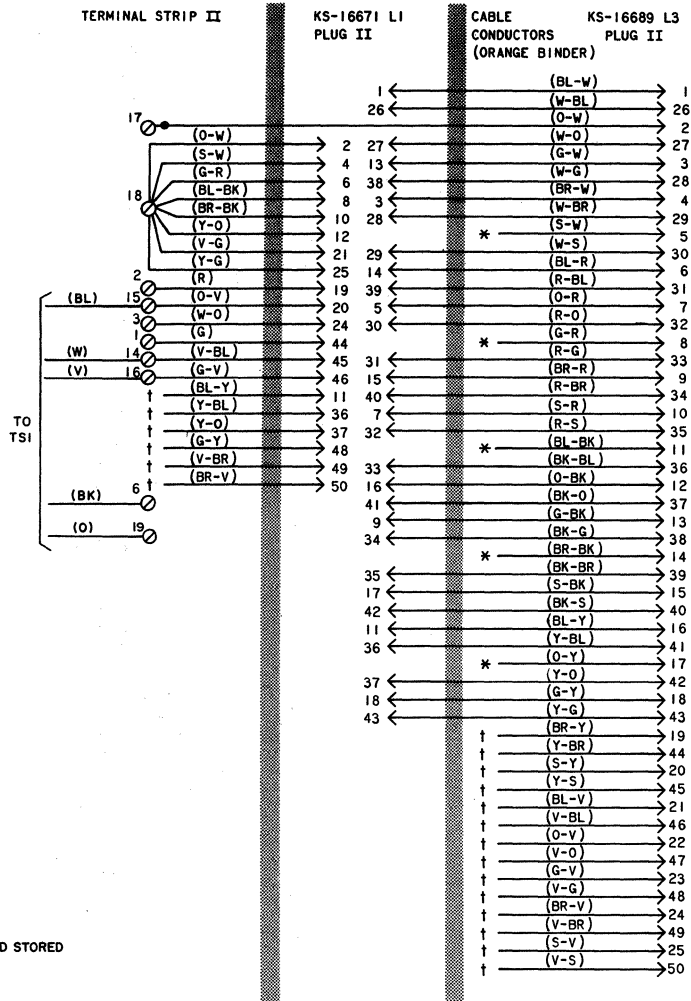 TERMINAL STRIP II
KS-16671 L1
PLUG II
CABLE
CONDUCTORS
(ORANGE BINDER)
KS-16689 L3
PLUG II
1 (BL-W) 1
26 (W-BL) 26
17 (O-W) 2
(O-W) 2 27 (W-O) 27
(S-W) 4 13 (G-W) 3
(G-R) 6 38 (W-G) 28
18 (BL-BK) 8 3 (BR-W) 4
(BR-BK) 10 28 (W-BR) 29
(Y-O) 12 * (S-W) 5
(V-G) 21 29 (W-S) 30
(Y-G) 25 14 (BL-R) 6
2 (R) 19 39 (R-BL) 31
(BL) 15 (O-V) 20 5 (O-R) 7
3 (W-O) 24 30 (R-O) 32
1 (G) 44 * (G-R) 8
(W) 14 (V-BL) 45 31 (R-G) 33
(V) 16 (G-V) 46 15 (BR-R) 9
† (BL-Y) 11 40 (R-BR) 34
† (Y-BL) 36 7 (S-R) 10
TO
TS1
† (Y-O) 37 32 (R-S) 35
† (G-Y) 48 * (BL-BK) 11
† (V-BR) 49 33 (BK-BL) 36
† (BR-V) 50 16 (O-BK) 12
(BK) 6 41 (BK-O) 37
9 (G-BK) 13
(O) 19 34 (BK-G) 38
* (BR-BK) 14
35 (BK-BR) 39
17 (S-BK) 15
42 (BK-S) 40
11 (BL-Y) 16
36 (Y-BL) 41
* (O-Y) 17
37 (Y-O) 42
18 (G-Y) 18
43 (Y-G) 43
† (BR-Y) 19
† (Y-BR) 44
† (S-Y) 20
† (Y-S) 45
† (BL-V) 21
† (V-BL) 46
† (O-V) 22
† (V-O) 47
† (G-V) 23
† (V-G) 48
† (BR-V) 24
† (V-BR) 49
† (S-V) 25
† (V-S) 50
D STORED